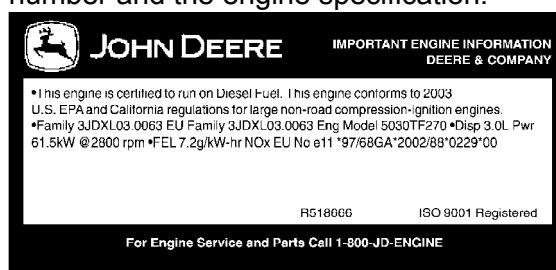 number and the engine specification.
JOHN DEERE
IMPORTANT ENGINE INFORMATION
DEERE & COMPANY
•This engine is certified to run on Diesel Fuel. This engine conforms to 2003
U.S. EPA and California regulations for large non-road compression-ignition engines.
•Family 3JDXL03.0063 EU Family 3JDXL03.0063 Eng Model 5030TF270 •Disp 3.0L Pwr
61.5kW @2800 rpm •FEL 7.2g/kW-hr NOx EU No e11 *97/68GA*2002/88*0229*00
R518666 ISO 9001 Registered
For Engine Service and Parts Call 1-800-JD-ENGINE